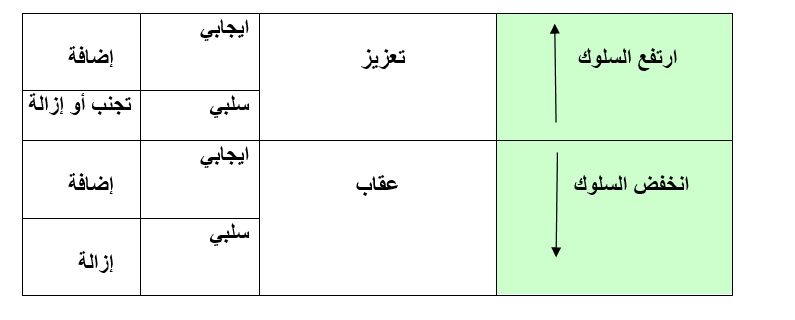 ارتفع السلوك
تعزيز
ايجابي
إضافة
سلبي
تجنب أو إزالة
انخفض السلوك
عقاب
ايجابي
إضافة
سلبي
إزالة